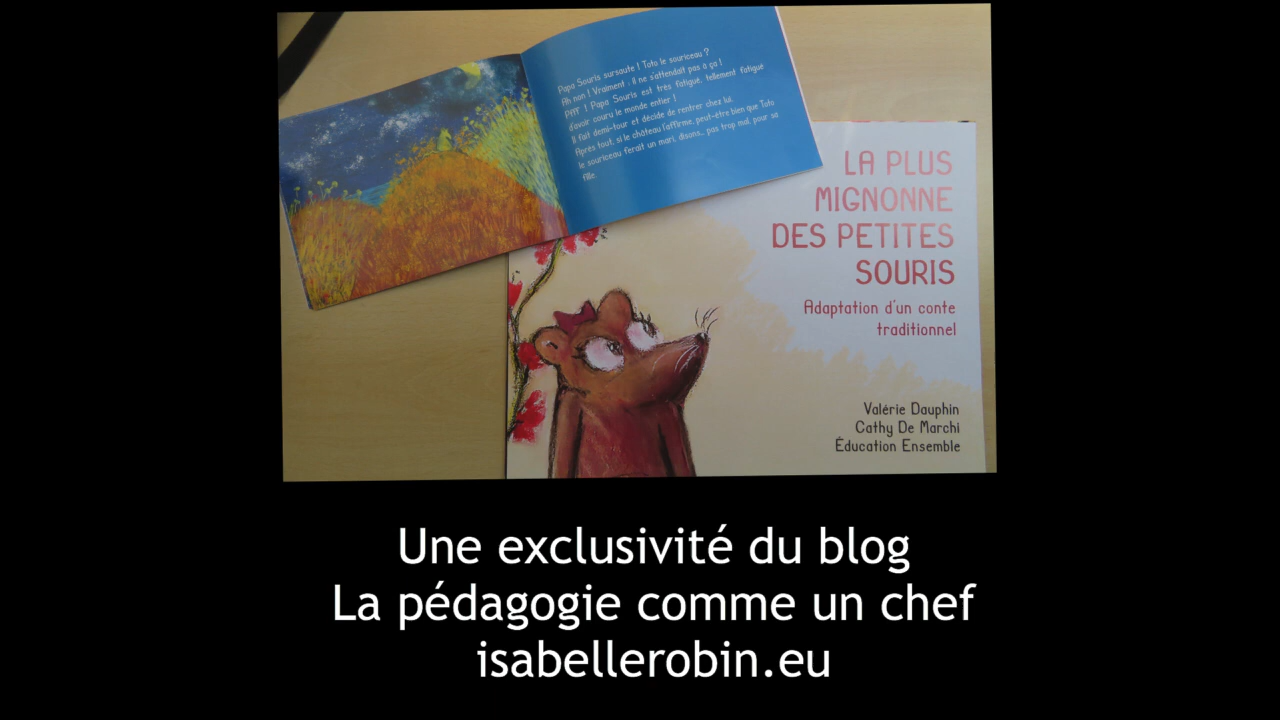 Papa Souris sursaute ! Toto le souriceau ?
Ah non ! Vraiment , il ne s'attendait pas à ça !
Pffff ! Papa Souris est très fatigué, tellement fatigué
d'avoir couru le monde entier !
Il fait demi-tour et décide de rentrer chez lui.
Après tout, si le château l'affirme, peut-être bien que Toto
le souriceau ferait un mari, disons... pas trop mal, pour sa
fille.
LA PLUS
MIGNONNE
DES PETITES
SOURIS
Adaptation d'un conte
traditionnel
Valérie Dauphin
Cathy De Marchi
Éducation Ensemble
Une exclusivité du blog
La pédagogie comme un chef
isabellerobin.eu